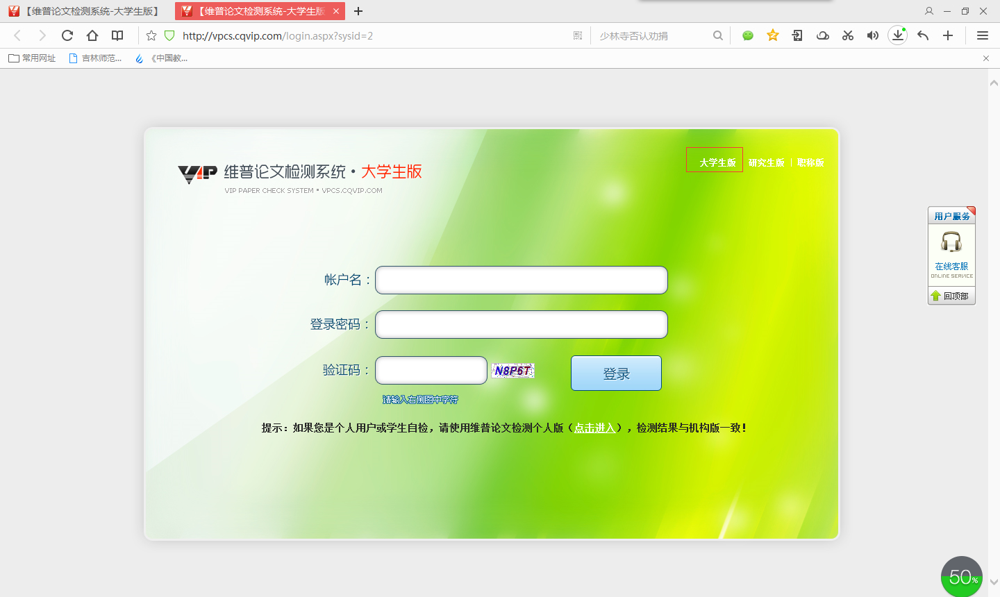 【维普论文检测系统-大学生版】
【维普论文检测系统-大学生版
http://vpcs.cqvip.com/login.aspx?sysid=2
少林寺否认劝捐
常用网址
吉林师范...
《中国教...
VIP 维普论文检测系统·大学生版
VIP PAPER CHECK SYSTEM • VPCS.CQVIP.COM
大学生版 研究生版 | 职称版
用户服务
在线客服
ONLINE SERVICE
回顶部
帐户名：
登录密码：
验证码：
N8P6T
登录
请输入右侧图中字符
提示：如果您是个人用户或学生自检，请使用维普论文检测个人版（点击进入），检测结果与机构版一致！
50%